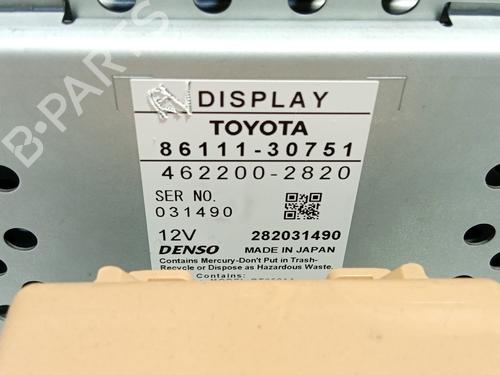 DISPLAY
TOYOTA
86111-30751
462200-2820
SER NO.
031490
12V 282031490
DENSO MADE IN JAPAN
Contains Mercury-Don't Put in Trash-
Recycle or Dispose as Hazardous Waste.
Contains: